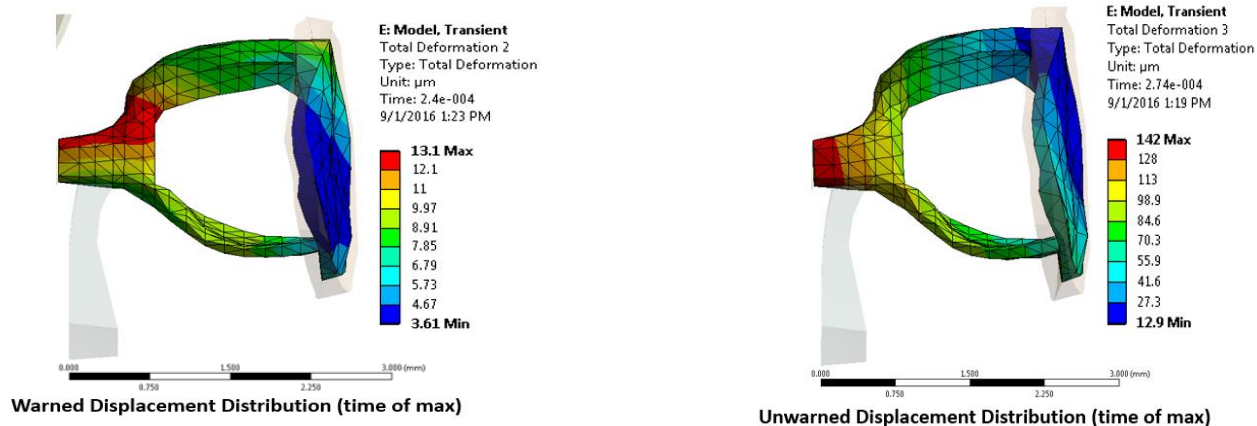 E: Model, Transient
Total Deformation 2
Type: Total Deformation
Unit: µm
Time: 2.4e-004
9/1/2016 1:23 PM
13.1 Max
12.1
11
9.97
8.91
7.85
6.79
5.73
4.67
3.61 Min
0.000
1.500
3.000 (mm)
0.750
2.250
Warned Displacement Distribution (time of max)
E: Model, Transient
Total Deformation 3
Type: Total Deformation
Unit: µm
Time: 2.74e-004
9/1/2016 1:19 PM
142 Max
128
113
98.9
84.6
70.3
55.9
41.6
27.3
12.9 Min
0.000
1.500
3.000 (mm)
0.750
2.250
Unwarned Displacement Distribution (time of max)